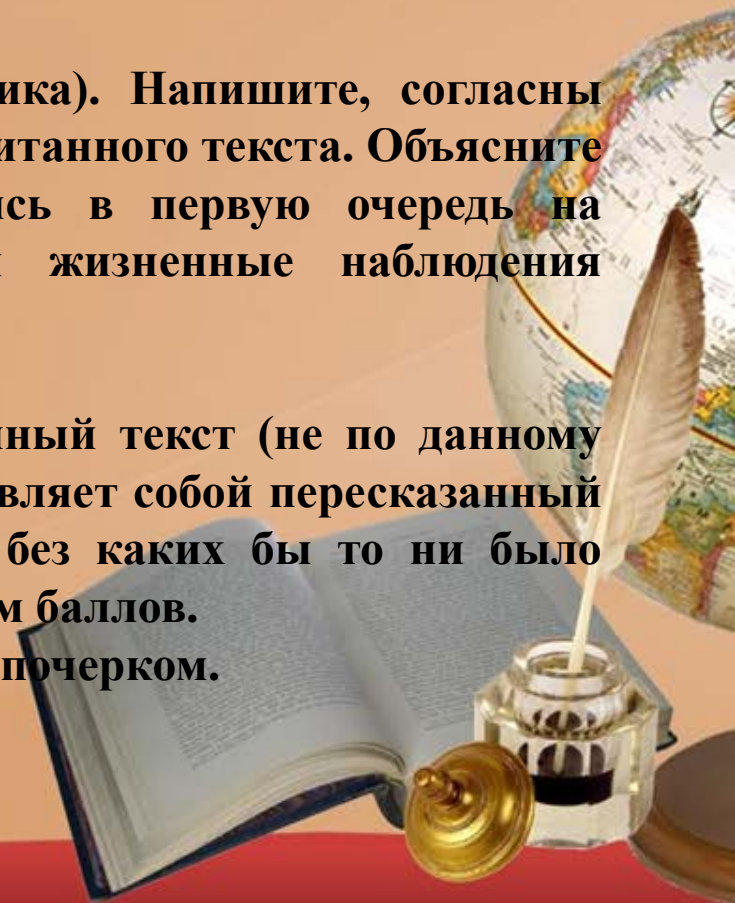 ика). Напишите, согласны
итанного текста. Объясните
ись в первую очередь на
жизненные наблюдения
нный текст (не по данному
вляет собой пересказанный
без каких бы то ни было
м баллов.
почерком.